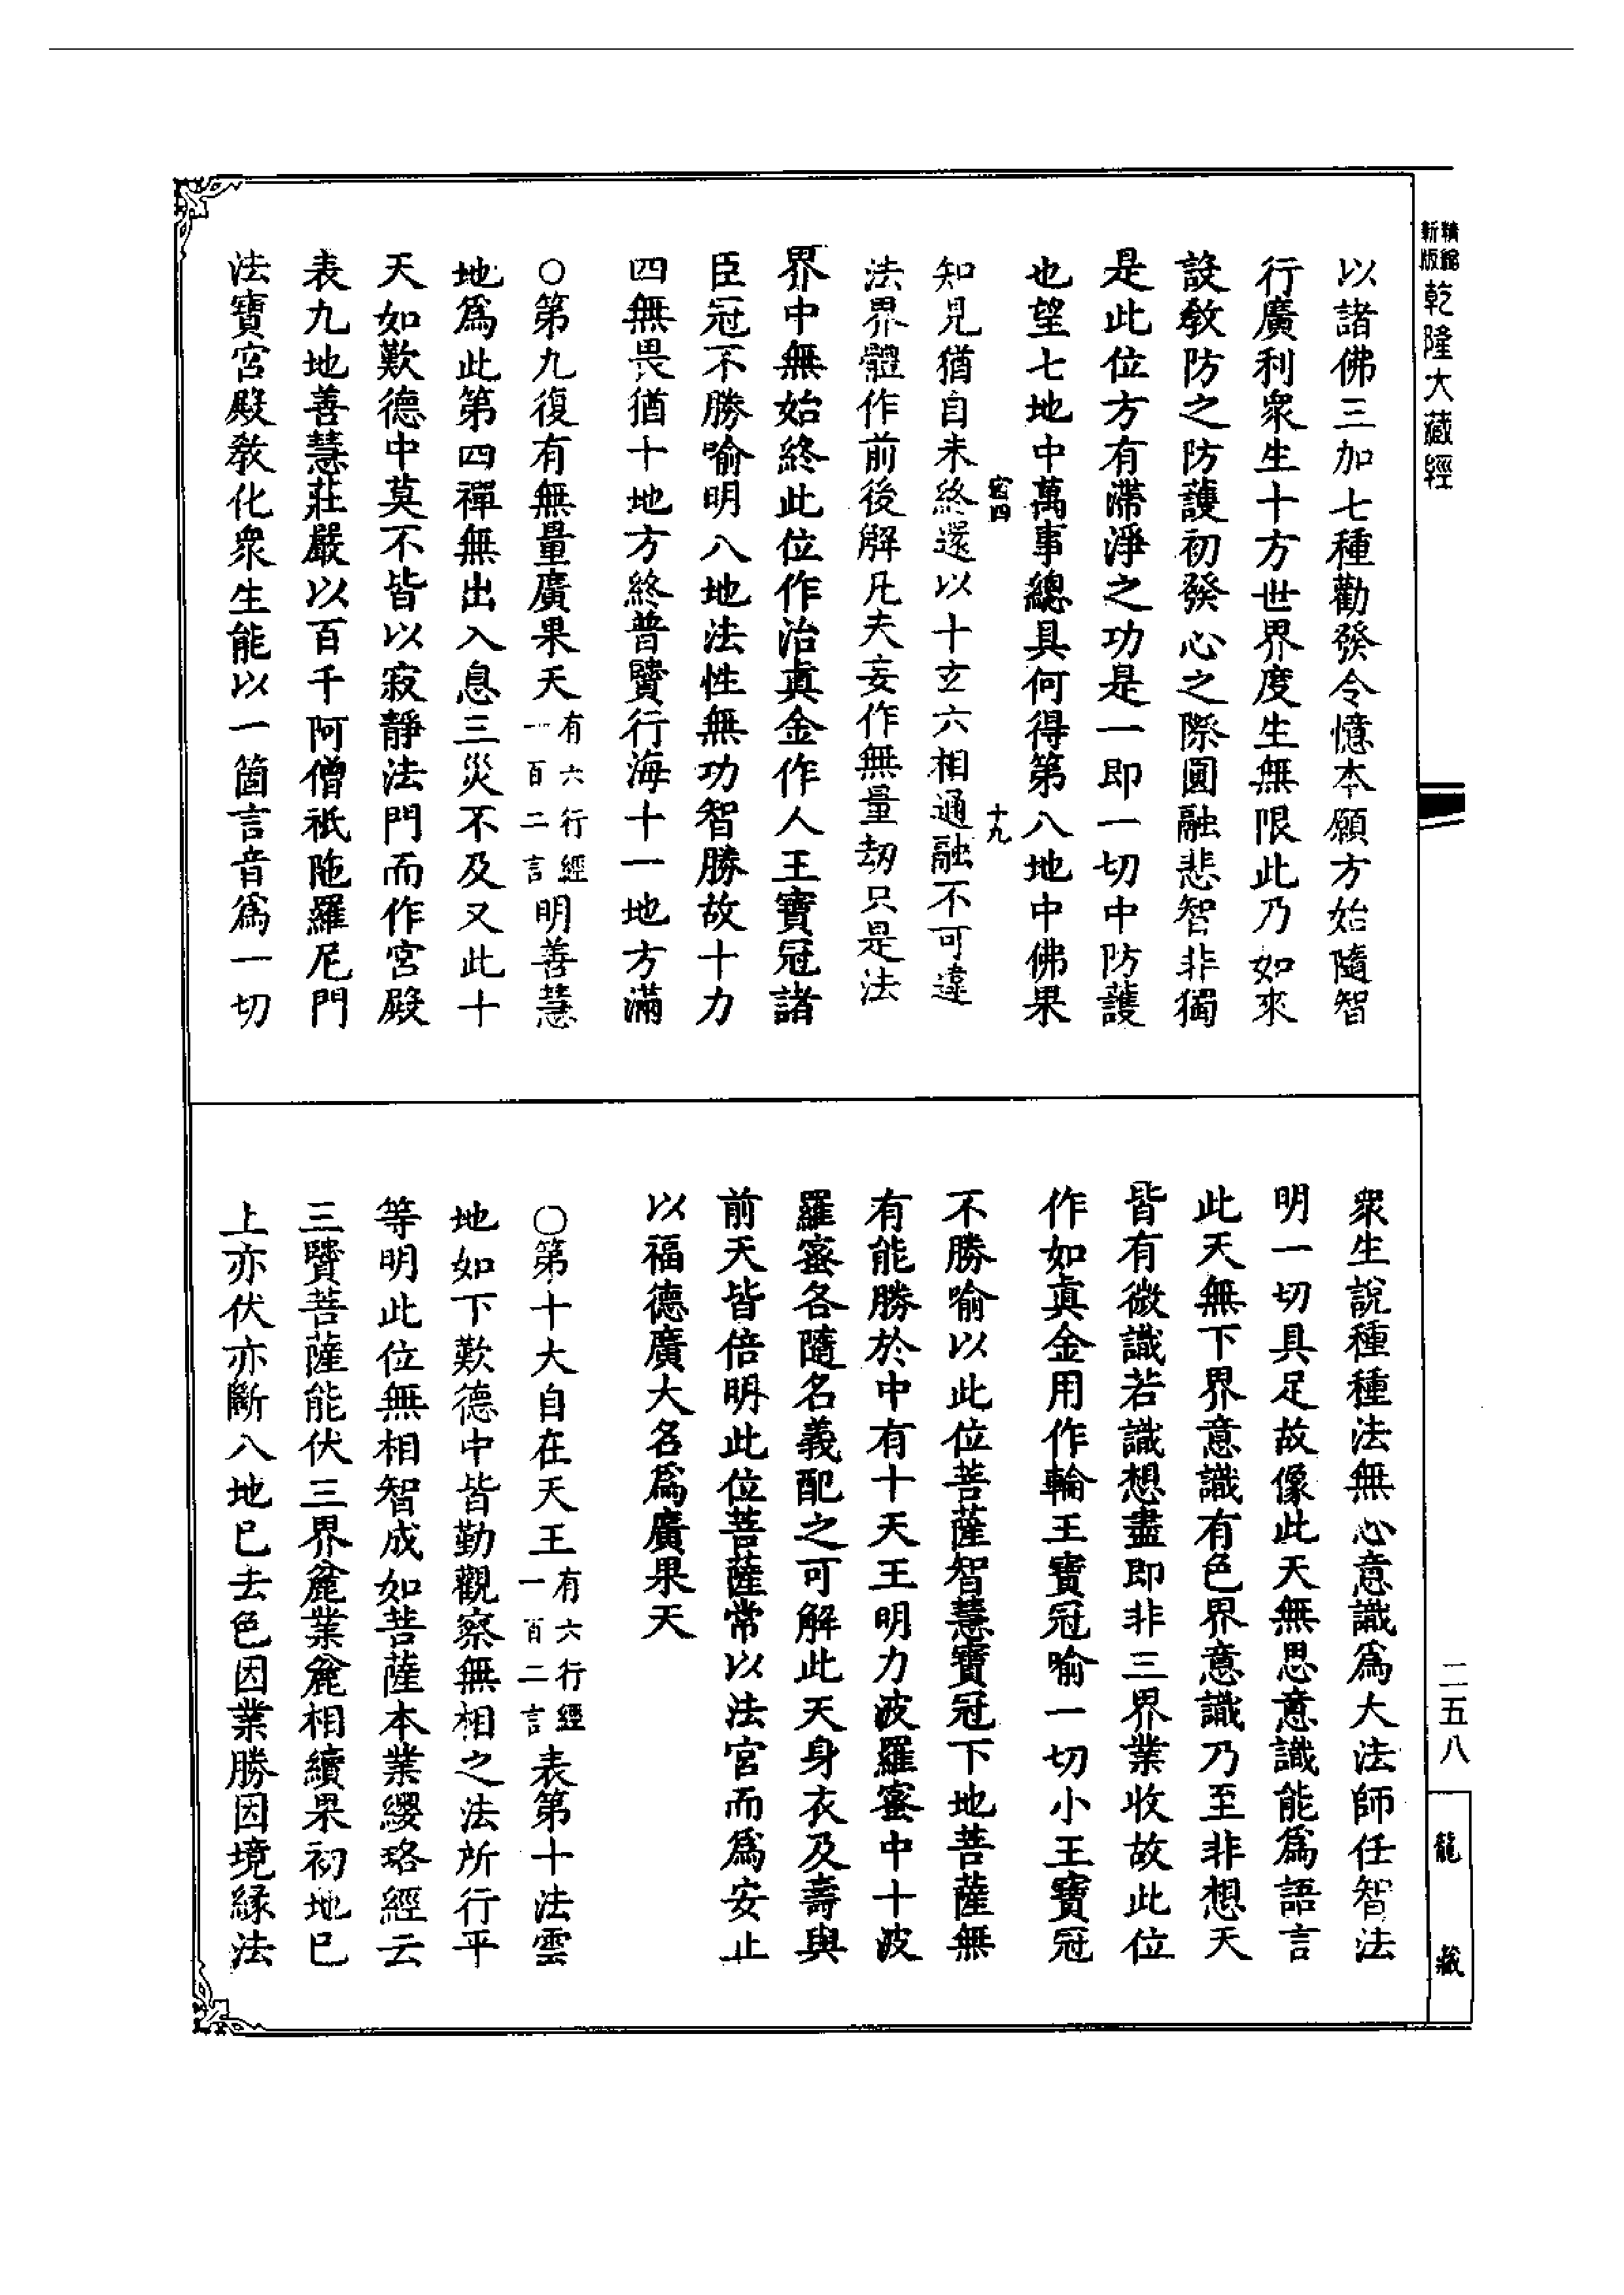 精縮
新版
乾隆大藏經
以諸佛三加七種勸發令憶本願方始隨智
行廣利衆生十方世界度生無限此乃如來
設教防之防護初發心之際圓融悲智非獨
是此位方有滯淨之功是一即一切中防護
也望七地中萬事總具何得第八地中佛果
十九
知見猶自未終還以十玄六相通融不可違
法界體作前後解凡夫妄作無量劫只是法
界中無始終此位作治眞金作人王寶冠諸
臣冠不勝喻明八地法性無功智勝故十力
四無畏猶十地方終普賢行海十一地方滿
○第九復有無量廣果天有六行經一百二言明善慧
地爲此第四禪無出入息三災不及又此十
天如歎德中莫不皆以寂靜法門而作宮殿
表九地善慧莊嚴以百千阿僧祇陁羅尼門
法寶宮殿教化衆生能以一箇言音爲一切
衆生說種種法無心意識爲大法師任智法
明一切具足故像此天無思意識能爲語言
此天無下界意識有色界意識乃至非想天
皆有微識若識想盡即非三界業收故此位
作如眞金用作輪王寶冠喻一切小王寶冠
不勝喻以此位菩薩智慧寶冠下地菩薩無
有能勝於中有十天王明力波羅蜜中十波
羅蜜各隨名義配之可解此天身衣及壽與
前天皆倍明此位菩薩常以法宮而爲安止
以福德廣大名爲廣果天
○第十大自在天王有六行經一百二言表第十法雲
地如下歎德中皆勤觀察無相之法所行平
等明此位無相智成如菩薩本業纓珞經云
三賢菩薩能伏三界麄業麄相續果初地已
上亦伏亦斷八地已去色因業勝因境緣法
二五八
龍
藏